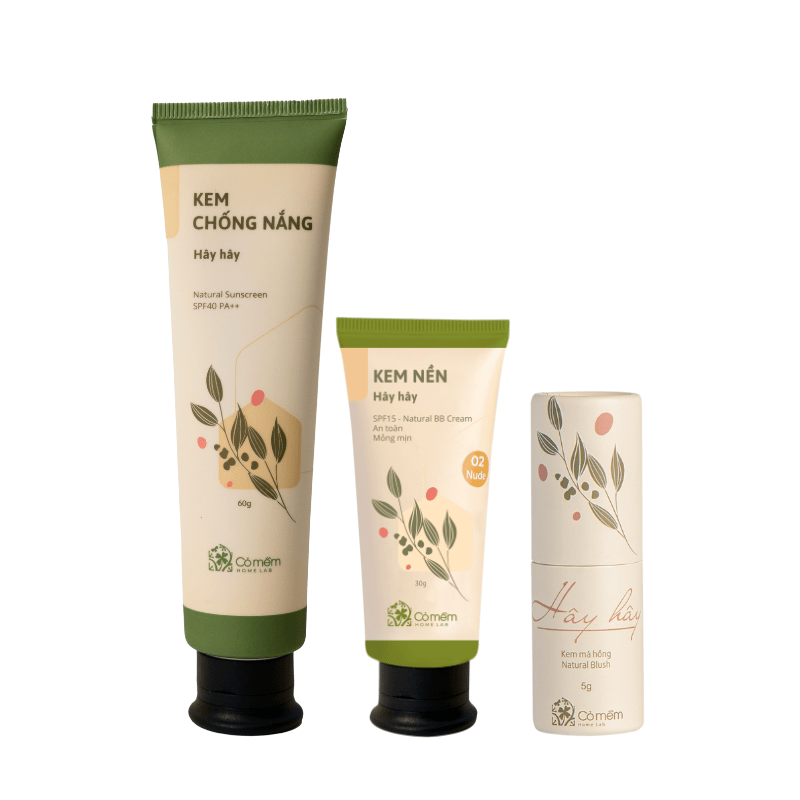 KEM
CHỐNG NẮNG
Hây hây
Natural Sunscreen
SPF40 PA++
60g
Cỏ mềm
HOME LAB
KEM NỀN
Hây hây
SPF15 - Natural BB Cream
An toàn
Mỏng mịn
02
Nude
30g
Cỏ mềm
HOME LAB
Hây hây
Kem má hồng
Natural Blush
5g
Cỏ mềm
HOME LAB